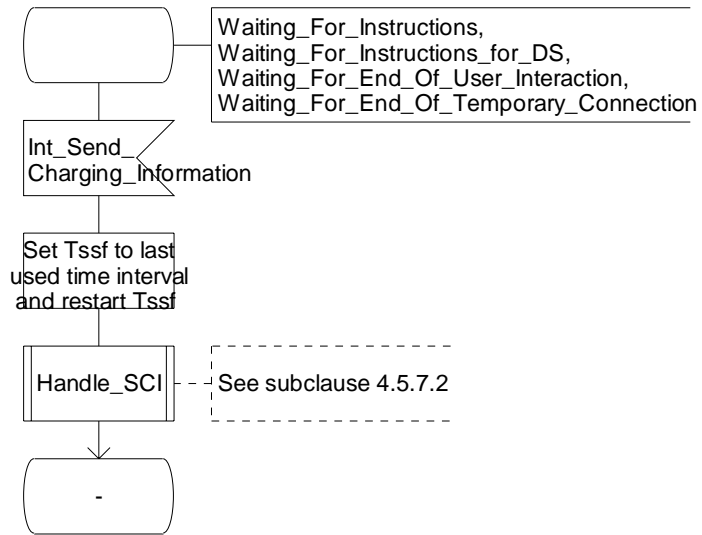 Waiting_For_Instructions,
Waiting_For_Instructions_for_DS,
Waiting_For_End_Of_User_Interaction,
Waiting_For_End_Of_Temporary_Connection
Int_Send_
Charging_Information
Set Tssf to last
used time interval
and restart Tssf
Handle_SCI
See subclause 4.5.7.2
-